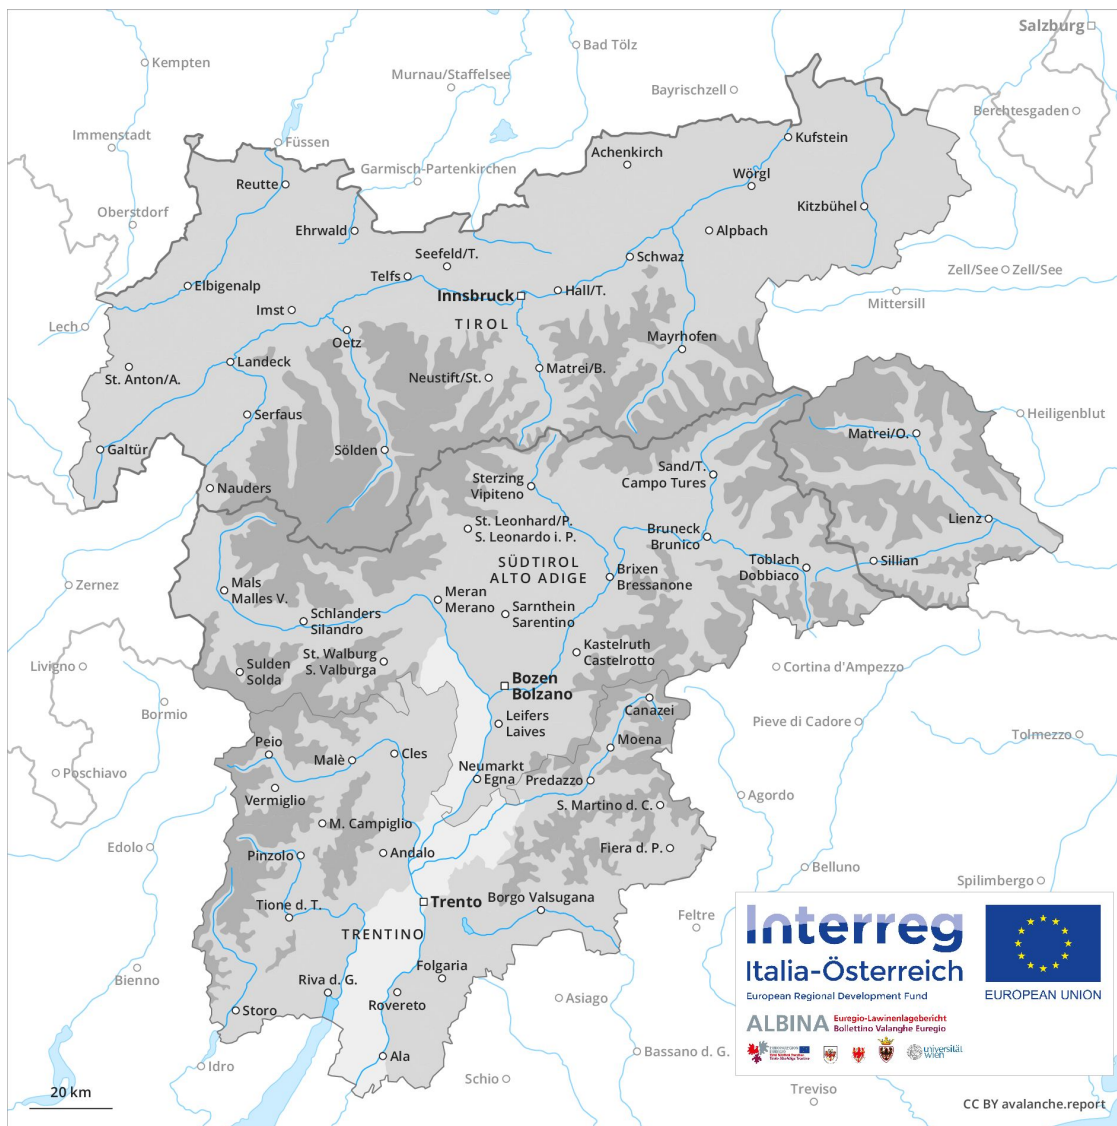 Salzburg
Bad Tölz
Kempten
Murnau/Staffelsee
Bayrischzell
Berchtesgaden
Immenstadt
Füssen
Kufstein
Achenkirch
Garmisch-Partenkirchen
Wörgl
Reutte
Kitzbühel
Oberstdorf
Ehrwald
Alpbach
Seefeld/T.
Schwaz
Zell/See
Zell/See
Telfs
Elbigenalp
Innsbruck
Hall/T.
Mittersill
Imst
TIROL
Lech
Oetz
Mayrhofen
Landeck
Matrei/B.
St. Anton/A.
Neustift/St.
Serfaus
Heiligenblut
Matrei/O.
Galtür
Sölden
Sand/T.
Campo Tures
Sterzing
Vipiteno
Nauders
Lienz
St. Leonhard/P.
S. Leonardo i. P.
Bruneck
Brunico
SÜDTIROL
ALTO ADIGE
Toblach
Dobbiaco
Sillian
Brixen
Bressanone
Zernez
Mals
Malles V.
Meran
Merano
Sarnthein
Sarentino
Schlanders
Silandro
Kastelruth
Castelrotto
St. Walburg
S. Valburga
Livigno
Sulden
Solda
Cortina d'Ampezzo
Bozen
Bolzano
Canazei
Bormio
Leifers
Laives
Pieve di Cadore
Tolmezzo
Moena
Peio
Cles
Malè
Neumarkt
Egna
Predazzo
Poschiavo
Vermiglio
Agordo
S. Martino d. C.
M. Campiglio
Edolo
Andalo
Fiera d. P.
Pinzolo
Belluno
Spilimbergo
Trento
Borgo Valsugana
Tione d. T.
Feltre
TRENTINO
Folgaria
Bienno
Riva d. G.
Rovereto
Asiago
Storo
Ala
Bassano d. G.
Idro
Schio
Treviso
Interreg
Italia-Österreich
European Regional Development Fund
EUROPEAN UNION
ALBINA
Euregio-Lawinenlagebericht
Bollettino Valanghe Euregio
universität
wien
20 km
CC BY avalanche.report